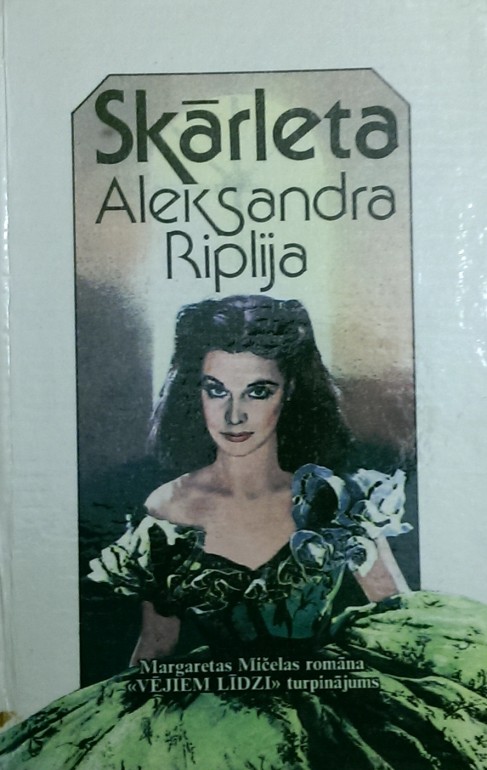 Skārleta
Aleksandra
Riplija
Margaretas Mičelas romāna
«VĒJIEM LĪDZI» turpinājums